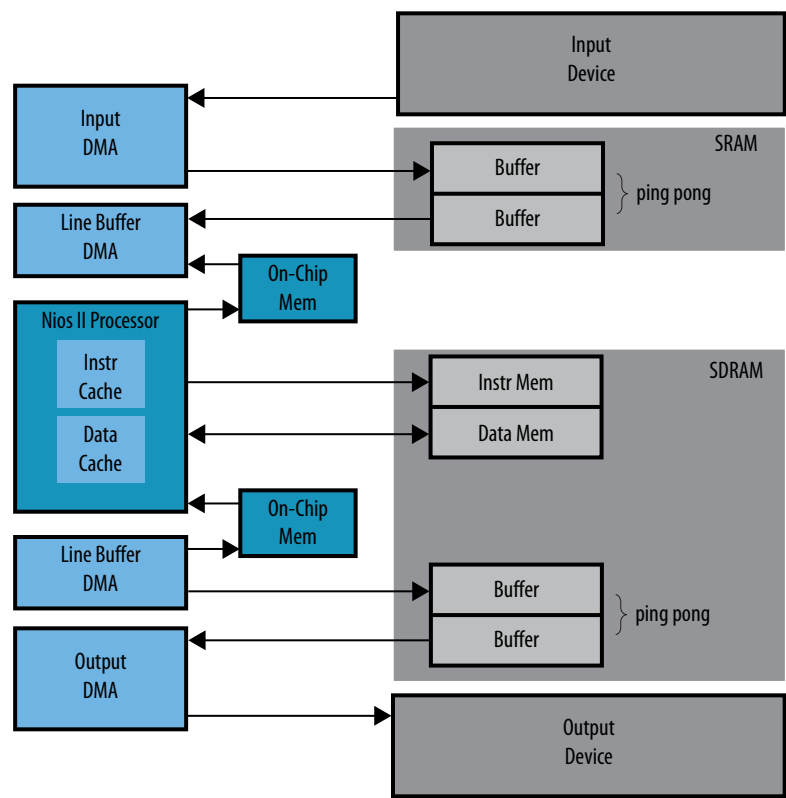 Input
Device
Input
DMA
SRAM
Buffer
Buffer
ping pong
Line Buffer
DMA
On-Chip
Mem
Nios II Processor
Instr
Cache
Data
Cache
SDRAM
Instr Mem
Data Mem
On-Chip
Mem
Line Buffer
DMA
Buffer
Buffer
ping pong
Output
DMA
Output
Device